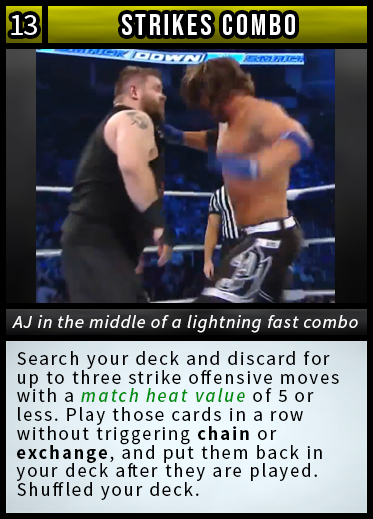 13 STRIKES COMBO
DOWN
AJ in the middle of a lightning fast combo
Search your deck and discard for
up to three strike offensive moves
with a match heat value of 5 or
less. Play those cards in a row
without triggering chain or
exchange, and put them back in
your deck after they are played.
Shuffled your deck.